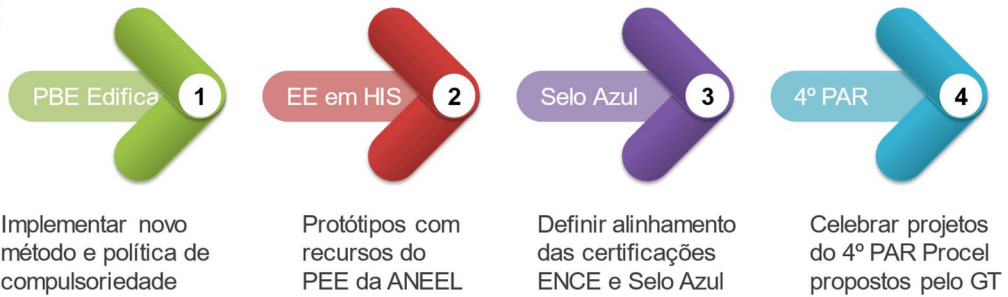 PBE Edifica 1
Implementar novo
método e política de
compulsoriedade
EE em HIS 2
Protótipos com
recursos do
PEE da ANEEL
Selo Azul 3
Definir alinhamento
das certificações
ENCE e Selo Azul
4º PAR 4
Celebrar projetos
do 4º PAR Procel
propostos pelo GT